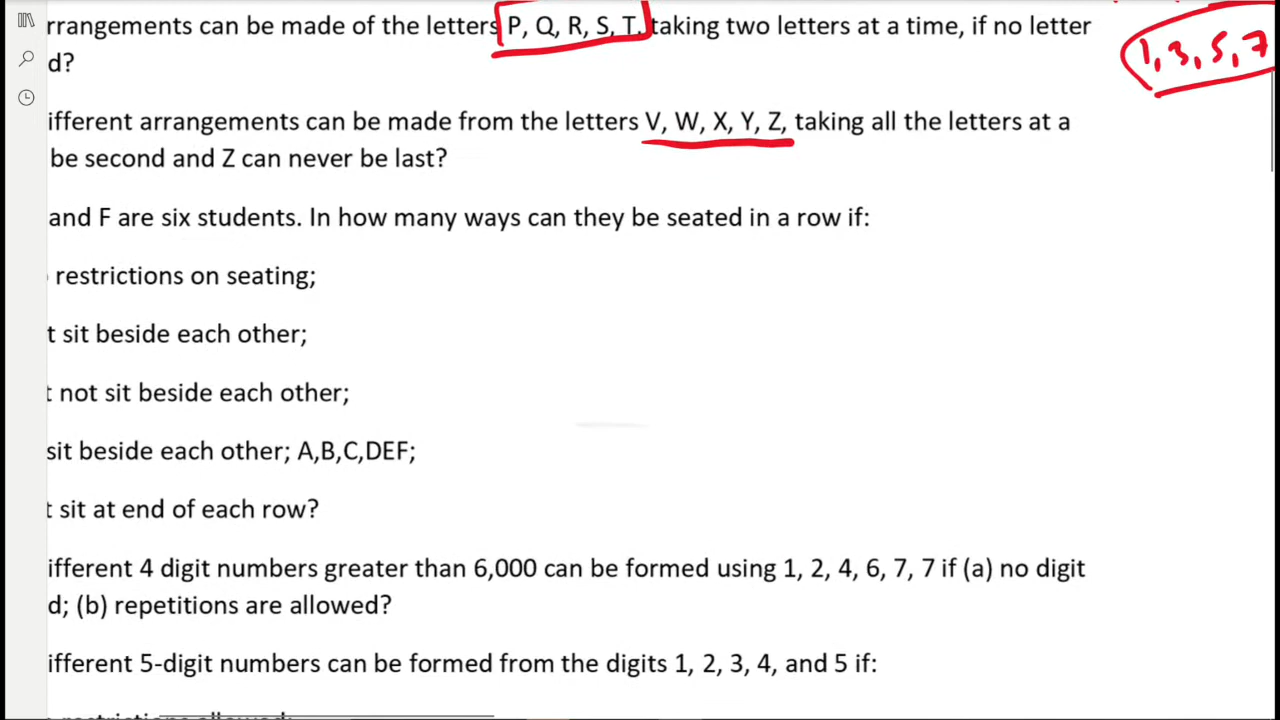 rrangements can be made of the letters P, Q, R, S, T, taking two letters at a time, if no letter
1, 3, 5, 7
d?
ifferent arrangements can be made from the letters V, W, X, Y, Z, taking all the letters at a
be second and Z can never be last?
and F are six students. In how many ways can they be seated in a row if:
restrictions on seating;
t sit beside each other;
t not sit beside each other;
sit beside each other; A,B,C,DEF;
t sit at end of each row?
ifferent 4 digit numbers greater than 6,000 can be formed using 1, 2, 4, 6, 7, 7 if (a) no digit
d; (b) repetitions are allowed?
ifferent 5-digit numbers can be formed from the digits 1, 2, 3, 4, and 5 if: